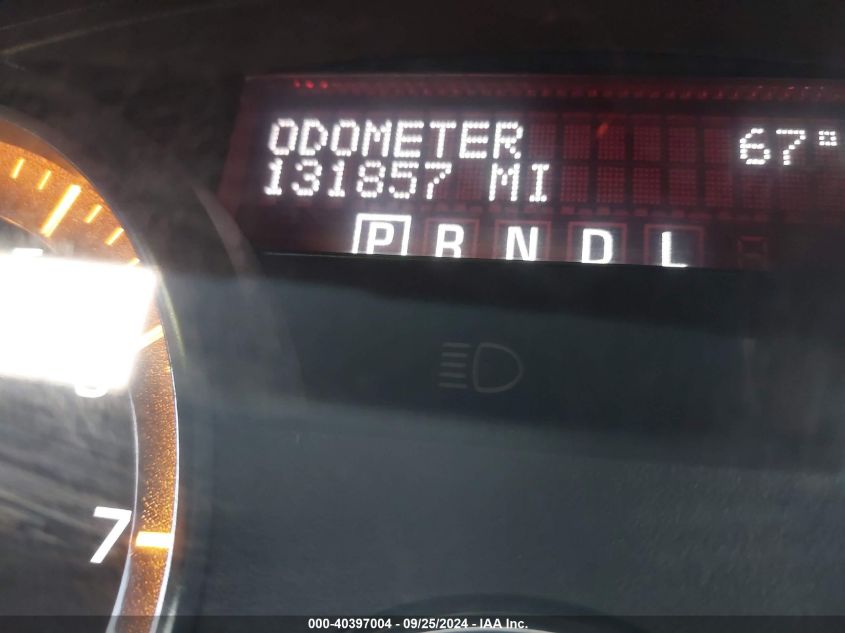 ODOMETER 67°
131857 MI
P R N D L
7
000-40397004 - 09/25/2024 - IAA Inc.